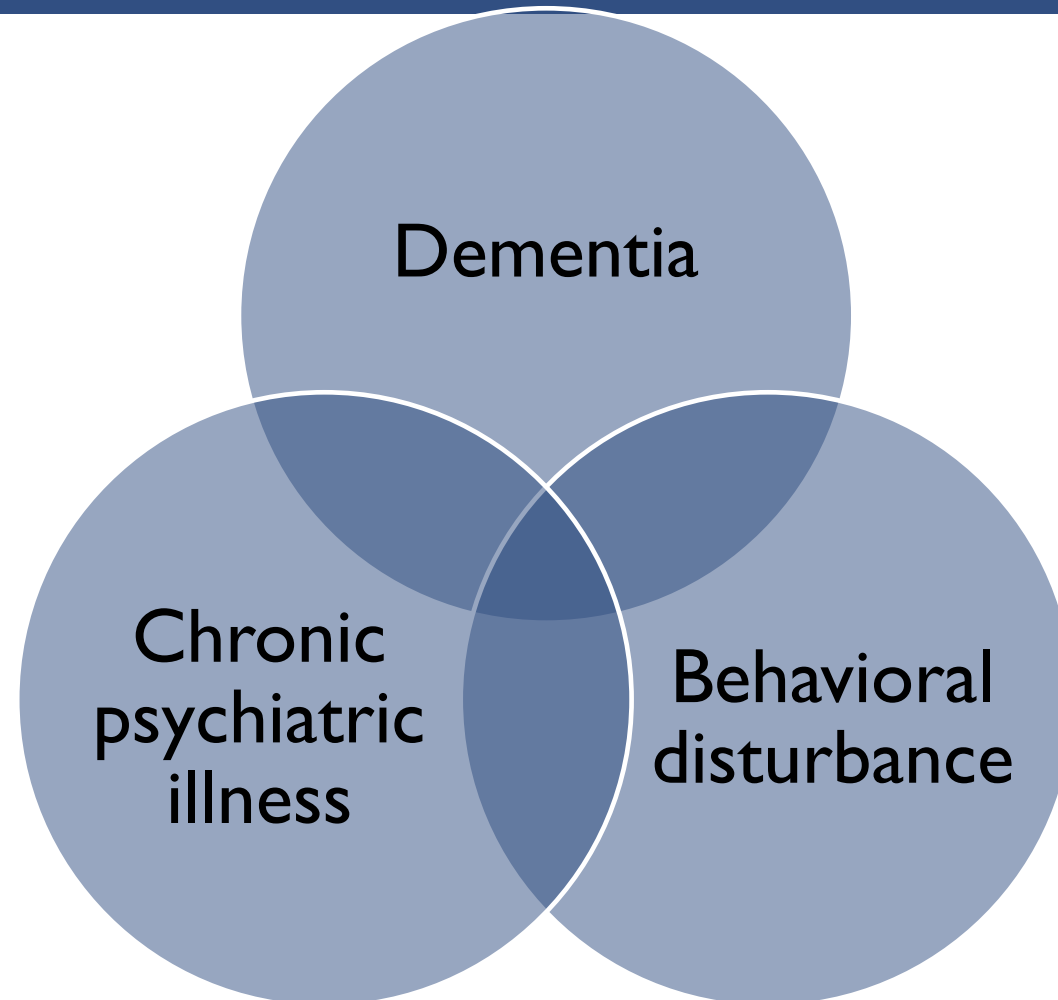 Dementia
Chronic
psychiatric
illness
Behavioral
disturbance